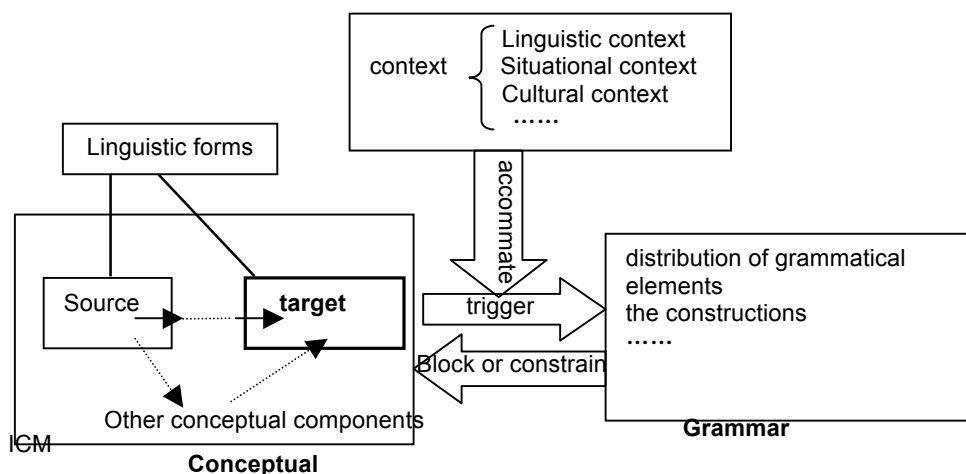 Linguistic context
context
Situational context
Cultural context
……
Linguistic forms
accommate
Source
target
trigger
distribution of grammatical
elements
the constructions
……
Block or constrain
Other conceptual components
ICM
Conceptual
Grammar